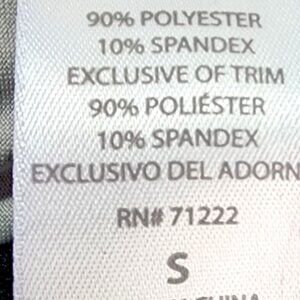 90% POLYESTER
10% SPANDEX
EXCLUSIVE OF TRIM
90% POLIÉSTER
10% SPANDEX
EXCLUSIVO DEL ADORN
RN# 71222
S